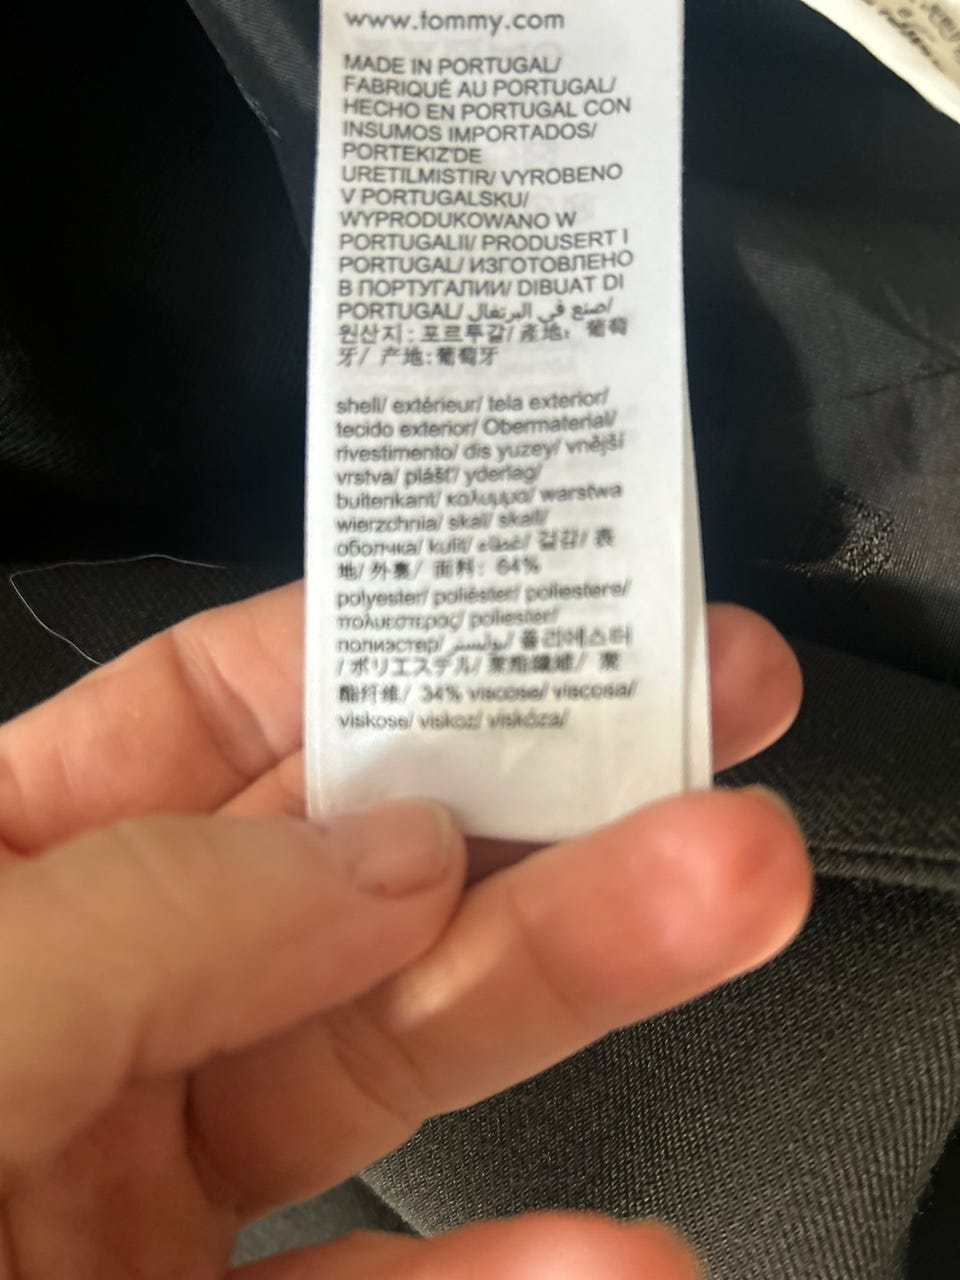 www.tommy.com
MADE IN PORTUGAL/
FABRIQUÉ AU PORTUGAL/
HECHO EN PORTUGAL CON
INSUMOS IMPORTADOS/
PORTEKIZ'DE
URETILMISTIR/ VYROBENO
V PORTUGALSKU/
WYPRODUKOWANO W
PORTUGALII/ PRODUSERT I
PORTUGAL/ ИЗГОТОВЛЕНО
В ПОРТУГАЛИИ/ DIBUAT DI
PORTUGAL/ صنع في البرتغال/
원산지: 포르투갈/ 產地: 葡萄
牙/ 产地:葡萄牙
shell/ extérieur/ tela exterior/
tecido exterior/ Obermaterial/
rivestimento/ dis yuzey/ vnější
vrstva/ plášť/ yderlag/
buitenkant/ καλυμμα/ warstwa
wierzchnia/ skal/ skall/
оболчка/ kulit/ غطاء/ 겉감/ 表
地/ 外裏/ 面料: 64%
polyester/ poliéster/ poliestere/
πολυεστερας/ poliester/
полиэстер/ بوليستر/ 폴리에스터
/ ポリエステル/ 聚酯纖維/ 聚
酯纤维/ 34% viscose/ viscosa/
viskose/ viskoz/ viskóza/